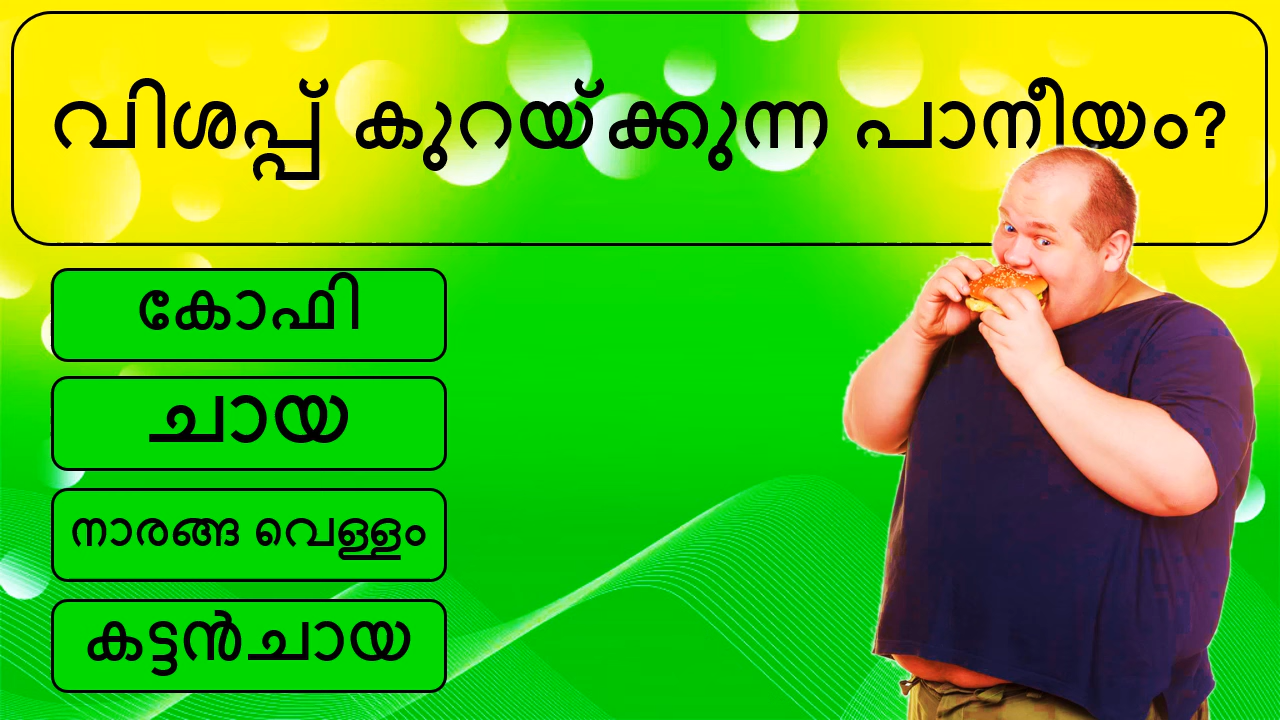 വിശപ്പ് കുറയ്ക്കുന്ന പാനീയം?
കോഫി
ചായ
നാരങ്ങ വെള്ളം
കട്ടൻചായ